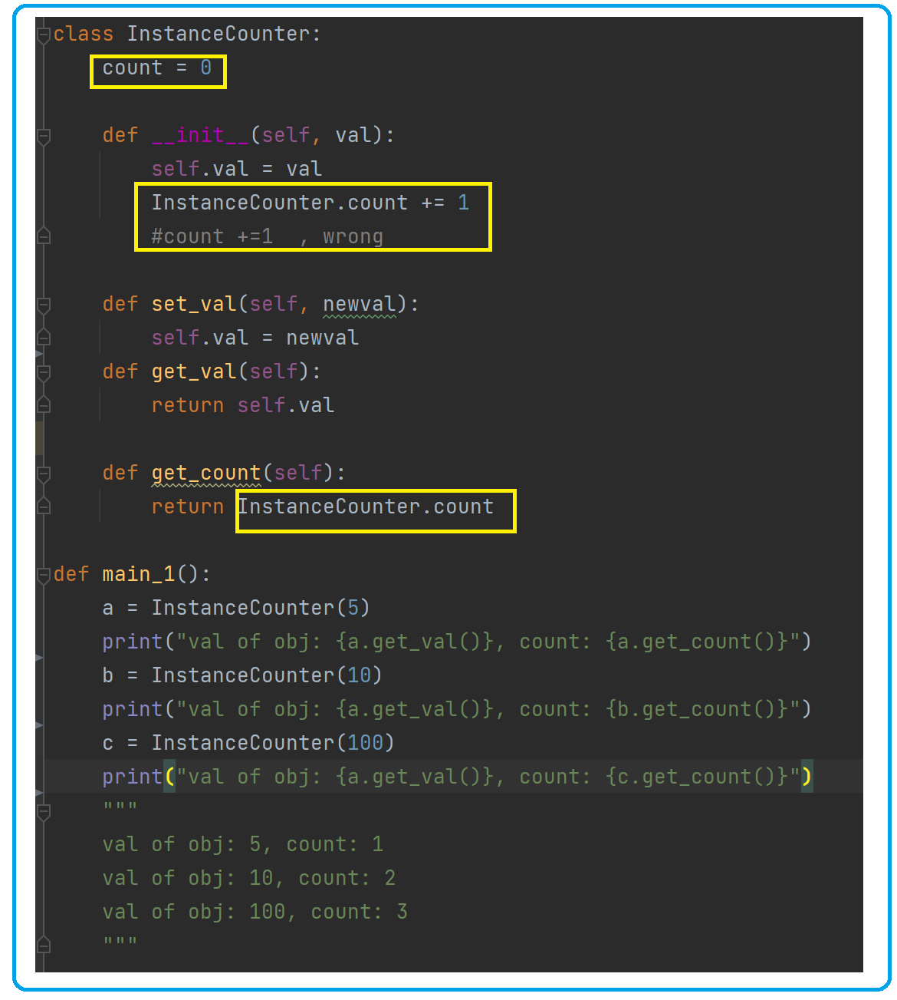 class InstanceCounter:
    count = 0
    def __init__(self, val):
        self.val = val
        InstanceCounter.count += 1
        #count +=1  , wrong
    def set_val(self, newval):
        self.val = newval
    def get_val(self):
        return self.val
    def get_count(self):
        return InstanceCounter.count
def main_1():
    a = InstanceCounter(5)
    print("val of obj: {a.get_val()}, count: {a.get_count()}")
    b = InstanceCounter(10)
    print("val of obj: {a.get_val()}, count: {b.get_count()}")
    c = InstanceCounter(100)
    print("val of obj: {a.get_val()}, count: {c.get_count()}")
    """
    val of obj: 5, count: 1
    val of obj: 10, count: 2
    val of obj: 100, count: 3
    """